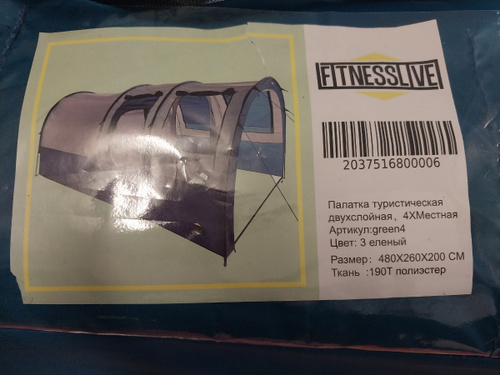 FITNESSLIVE
2037516800006
Палатка туристическая
двухслойная, 4XМестная
Артикул:green4
Цвет: 3 еленый
Размер: 480X260X200 CM
Ткань :190T полиэстер